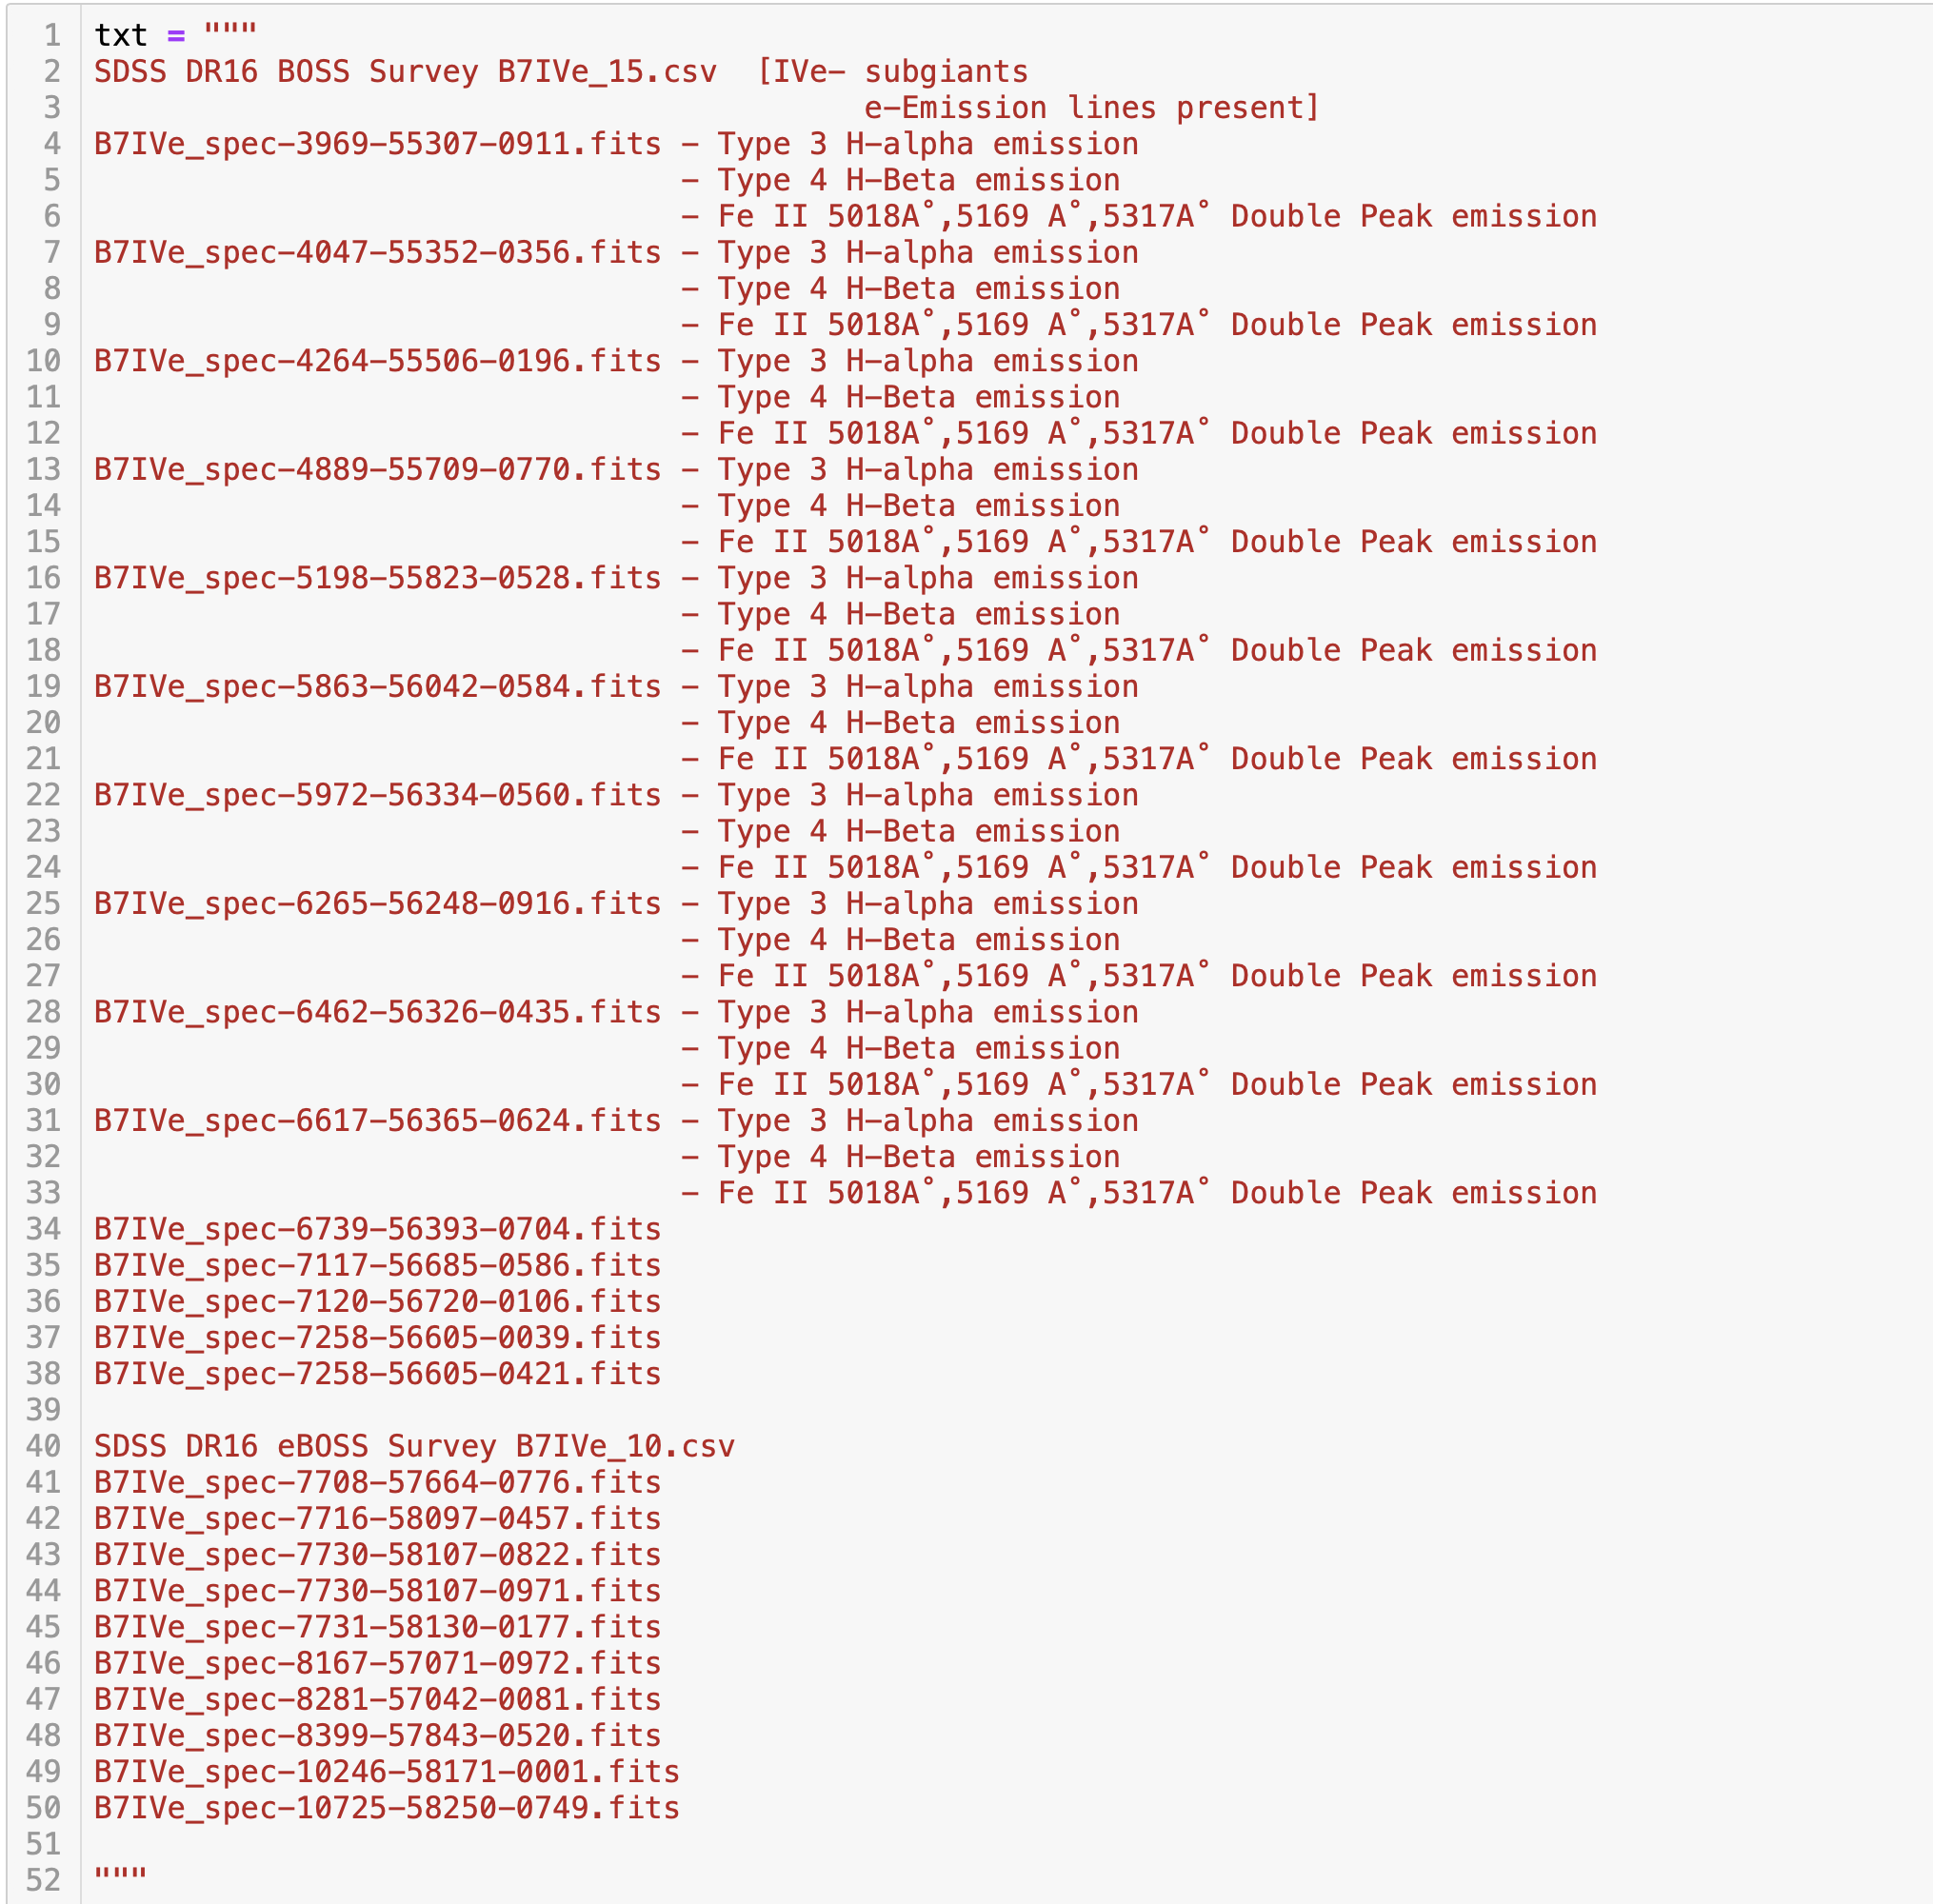 1 txt = """
2 SDSS DR16 BOSS Survey B7IVe_15.csv  [IVe- subgiants
3                                           e-Emission lines present]
4 B7IVe_spec-3969-55307-0911.fits - Type 3 H-alpha emission
5                                 - Type 4 H-Beta emission
6                                 - Fe II 5018A˚,5169 A˚,5317A˚ Double Peak emission
7 B7IVe_spec-4047-55352-0356.fits - Type 3 H-alpha emission
8                                 - Type 4 H-Beta emission
9                                 - Fe II 5018A˚,5169 A˚,5317A˚ Double Peak emission
10 B7IVe_spec-4264-55506-0196.fits - Type 3 H-alpha emission
11                                 - Type 4 H-Beta emission
12                                 - Fe II 5018A˚,5169 A˚,5317A˚ Double Peak emission
13 B7IVe_spec-4889-55709-0770.fits - Type 3 H-alpha emission
14                                 - Type 4 H-Beta emission
15                                 - Fe II 5018A˚,5169 A˚,5317A˚ Double Peak emission
16 B7IVe_spec-5198-55823-0528.fits - Type 3 H-alpha emission
17                                 - Type 4 H-Beta emission
18                                 - Fe II 5018A˚,5169 A˚,5317A˚ Double Peak emission
19 B7IVe_spec-5863-56042-0584.fits - Type 3 H-alpha emission
20                                 - Type 4 H-Beta emission
21                                 - Fe II 5018A˚,5169 A˚,5317A˚ Double Peak emission
22 B7IVe_spec-5972-56334-0560.fits - Type 3 H-alpha emission
23                                 - Type 4 H-Beta emission
24                                 - Fe II 5018A˚,5169 A˚,5317A˚ Double Peak emission
25 B7IVe_spec-6265-56248-0916.fits - Type 3 H-alpha emission
26                                 - Type 4 H-Beta emission
27                                 - Fe II 5018A˚,5169 A˚,5317A˚ Double Peak emission
28 B7IVe_spec-6462-56326-0435.fits - Type 3 H-alpha emission
29                                 - Type 4 H-Beta emission
30                                 - Fe II 5018A˚,5169 A˚,5317A˚ Double Peak emission
31 B7IVe_spec-6617-56365-0624.fits - Type 3 H-alpha emission
32                                 - Type 4 H-Beta emission
33                                 - Fe II 5018A˚,5169 A˚,5317A˚ Double Peak emission
34 B7IVe_spec-6739-56393-0704.fits
35 B7IVe_spec-7117-56685-0586.fits
36 B7IVe_spec-7120-56720-0106.fits
37 B7IVe_spec-7258-56605-0039.fits
38 B7IVe_spec-7258-56605-0421.fits
39
40 SDSS DR16 eBOSS Survey B7IVe_10.csv
41 B7IVe_spec-7708-57664-0776.fits
42 B7IVe_spec-7716-58097-0457.fits
43 B7IVe_spec-7730-58107-0822.fits
44 B7IVe_spec-7730-58107-0971.fits
45 B7IVe_spec-7731-58130-0177.fits
46 B7IVe_spec-8167-57071-0972.fits
47 B7IVe_spec-8281-57042-0081.fits
48 B7IVe_spec-8399-57843-0520.fits
49 B7IVe_spec-10246-58171-0001.fits
50 B7IVe_spec-10725-58250-0749.fits
51
52 """